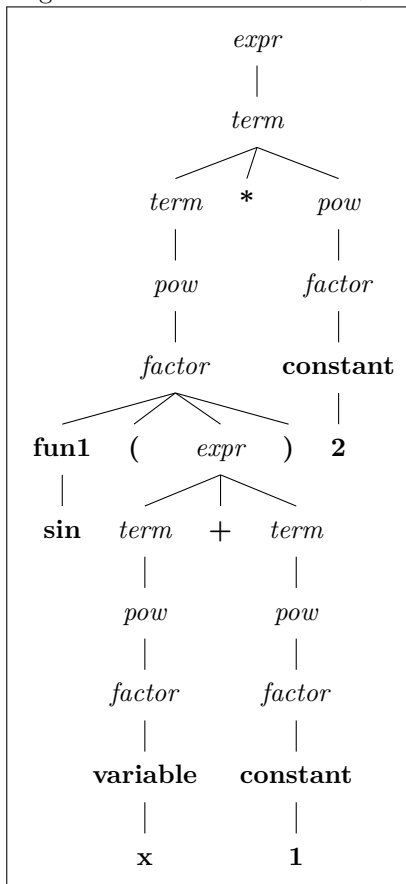 expr
term
term * pow
pow factor
factor constant
fun1 ( expr ) 2
sin term + term
pow pow
factor factor
variable constant
x 1